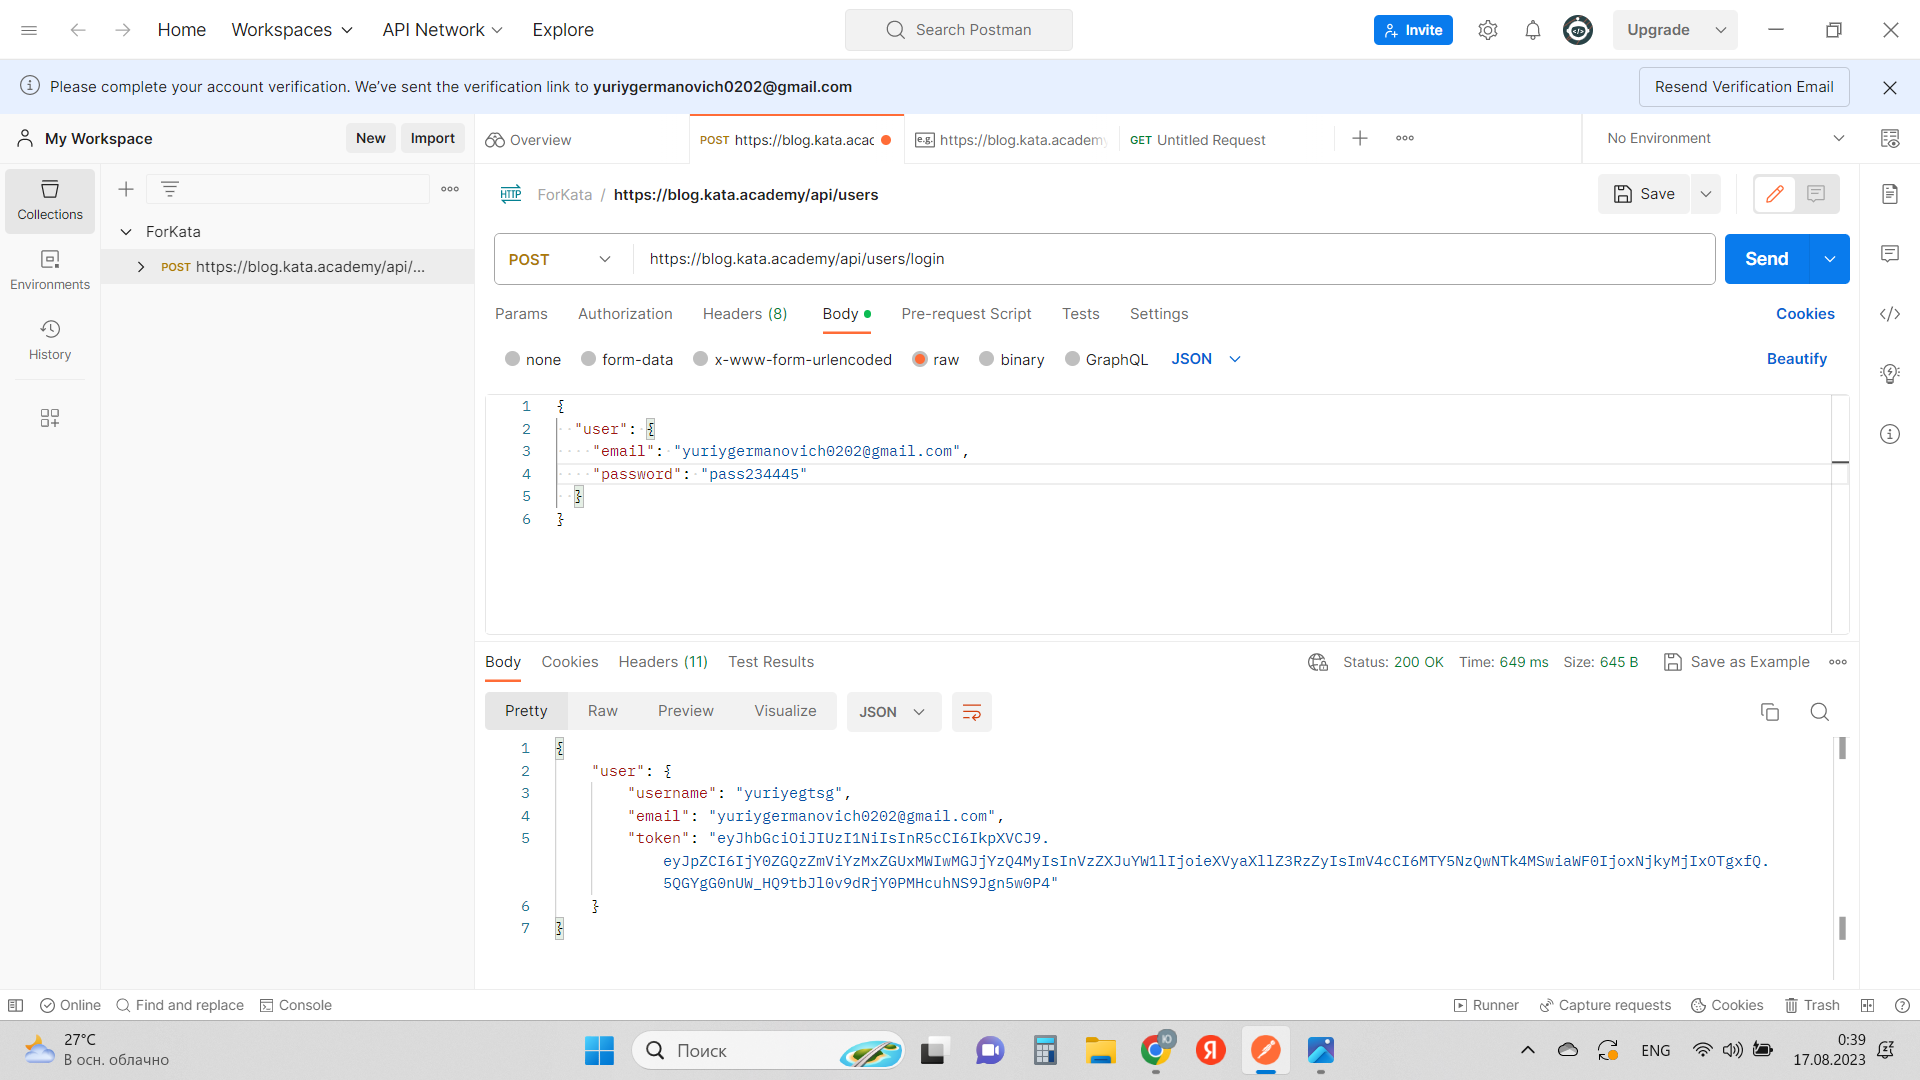 Home Workspaces API Network Explore Search Postman Invite Upgrade
Please complete your account verification. We've sent the verification link to yuriygermanovich0202@gmail.com Resend Verification Email
My Workspace New Import Overview POST https://blog.kata.acac e.g. https://blog.kata.academy GET Untitled Request No Environment
Collections
HTTP ForKata / https://blog.kata.academy/api/users Save
ForKata
POST https://blog.kata.academy/api/...
Environments
History
POST https://blog.kata.academy/api/users/login Send
Params Authorization Headers (8) Body Pre-request Script Tests Settings Cookies
none form-data x-www-form-urlencoded raw binary GraphQL JSON Beautify
1 {
2 "user": {
3 "email": "yuriygermanovich0202@gmail.com",
4 "password": "pass234445"
5 }
6 }
Body Cookies Headers (11) Test Results Status: 200 OK Time: 649 ms Size: 645 B Save as Example
Pretty Raw Preview Visualize JSON
1 {
2 "user": {
3 "username": "yuriyegtsg",
4 "email": "yuriygermanovich0202@gmail.com",
5 "token": "eyJhbGciOiJIUzI1NiIsInR5cCI6IkpXVCJ9.
eyJpZCI6IjY0ZGQzZmViYzMxZGUxMWIwMGJjYzQ4MyIsInVzZXJuYW1lIjoieXVyaXllZ3RzZyIsImV4cCI6MTY5NzQwNTk4MSwiaWF0IjoxNjkyMjIxOTgxfQ.
5QGYgG0nUW_HQ9tbJl0v9dRjY0PMHcuhNS9Jgn5w0P4"
6 }
7 }
Online Find and replace Console Runner Capture requests Cookies Trash
27°C
В осн. облачно
Поиск
Ю
Я
ENG
0:39
17.08.2023